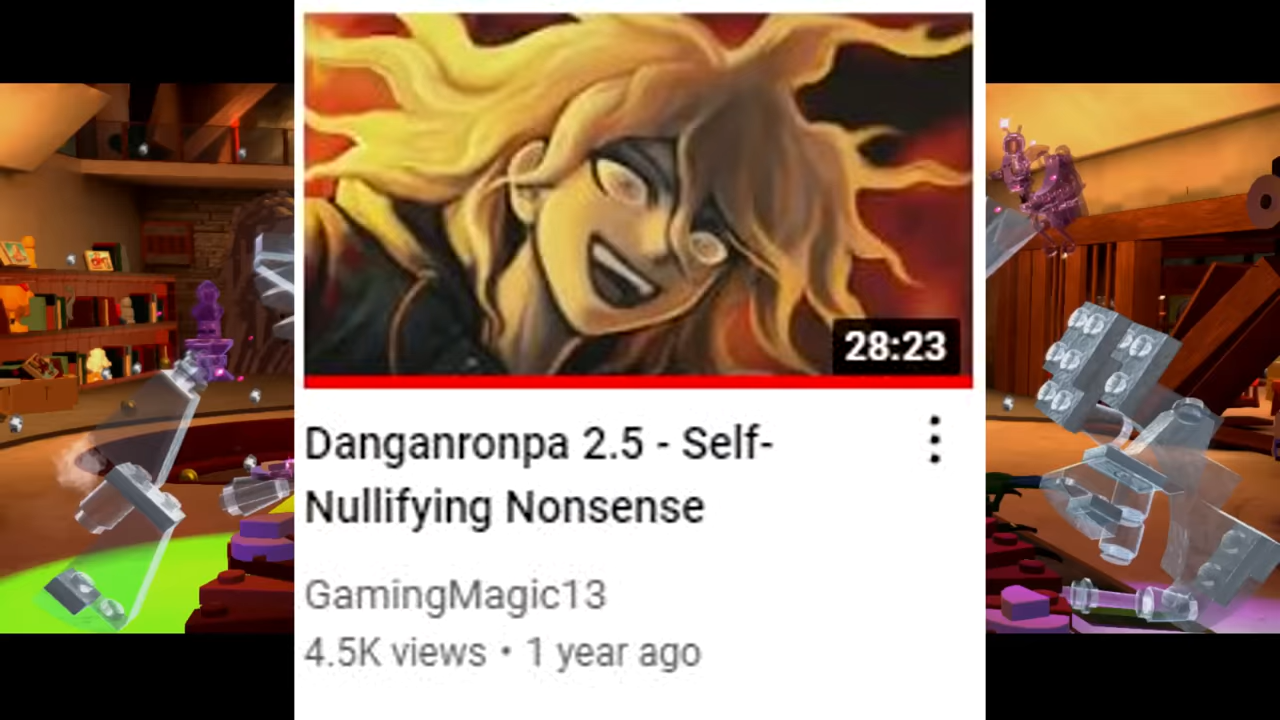 28:23
Danganronpa 2.5 - Self-
Nullifying Nonsense
GamingMagic13
4.5K views • 1 year ago